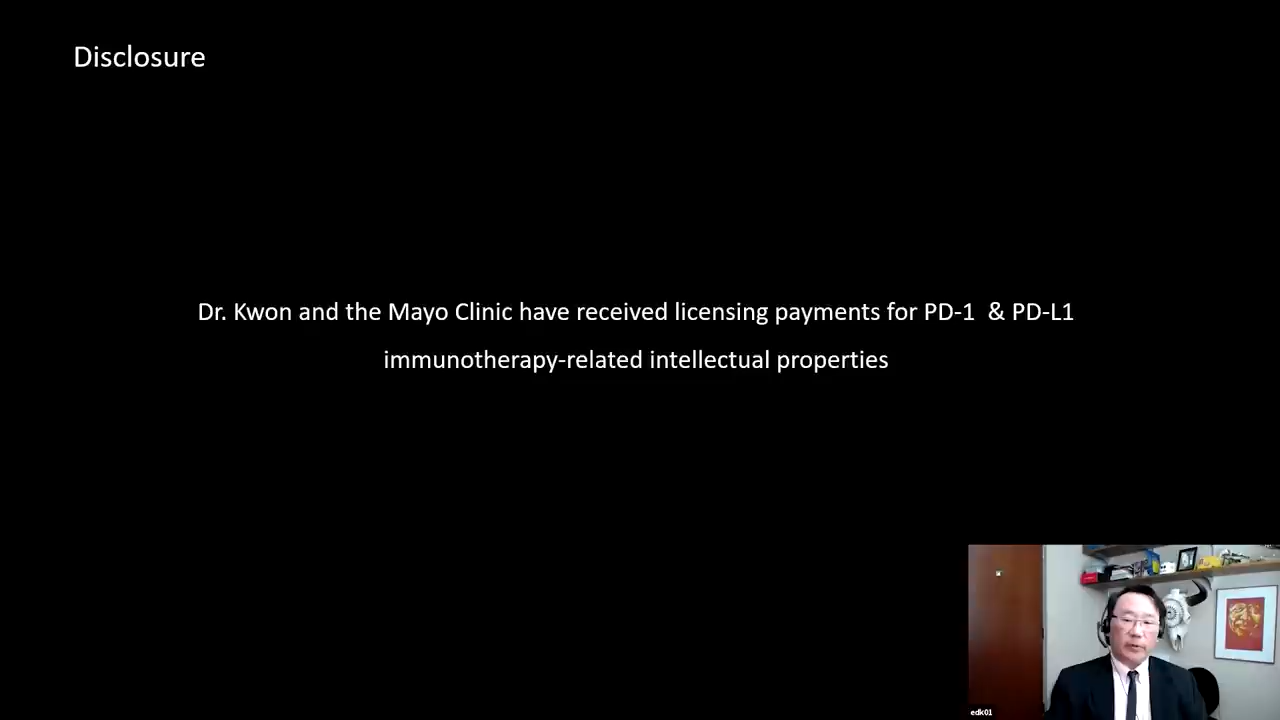 Disclosure
Dr. Kwon and the Mayo Clinic have received licensing payments for PD-1  & PD-L1
immunotherapy-related intellectual properties
edk01